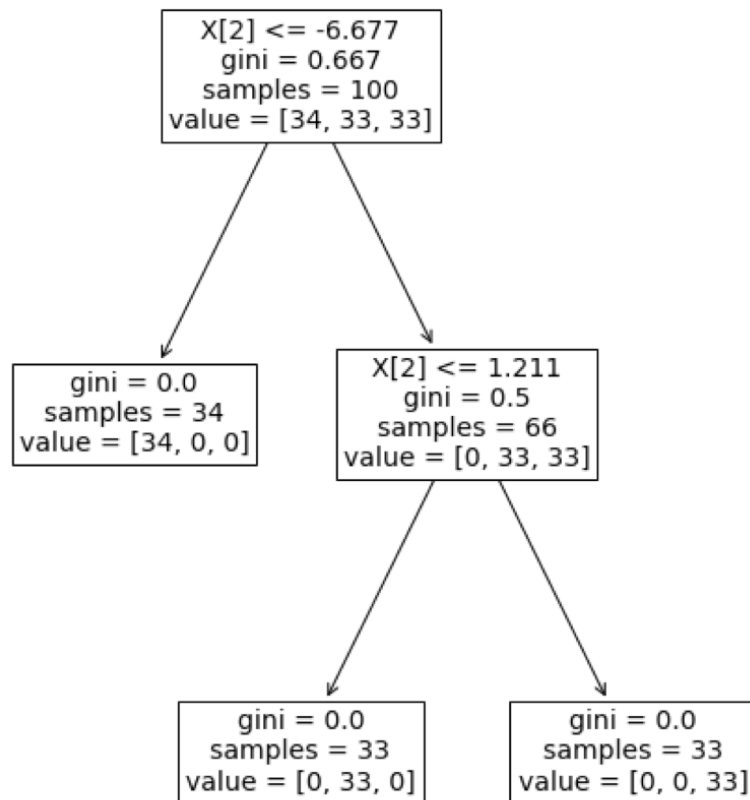 X[2] <= -6.677
gini = 0.667
samples = 100
value = [34, 33, 33]
gini = 0.0
samples = 34
value = [34, 0, 0]
X[2] <= 1.211
gini = 0.5
samples = 66
value = [0, 33, 33]
gini = 0.0
samples = 33
value = [0, 33, 0]
gini = 0.0
samples = 33
value = [0, 0, 33]